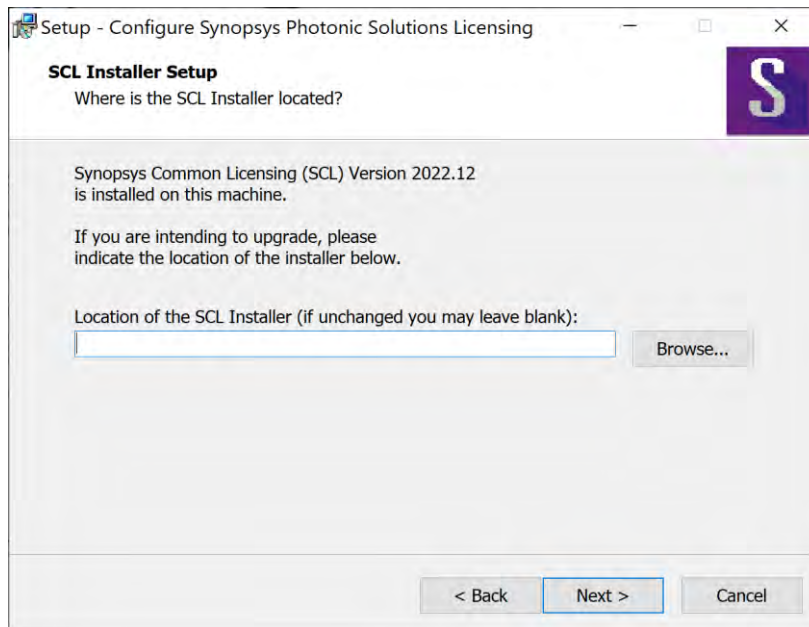 Setup - Configure Synopsys Photonic Solutions Licensing
SCL Installer Setup
Where is the SCL Installer located?
S
Synopsys Common Licensing (SCL) Version 2022.12
is installed on this machine.
If you are intending to upgrade, please
indicate the location of the installer below.
Location of the SCL Installer (if unchanged you may leave blank):
Browse...
< Back Next > Cancel